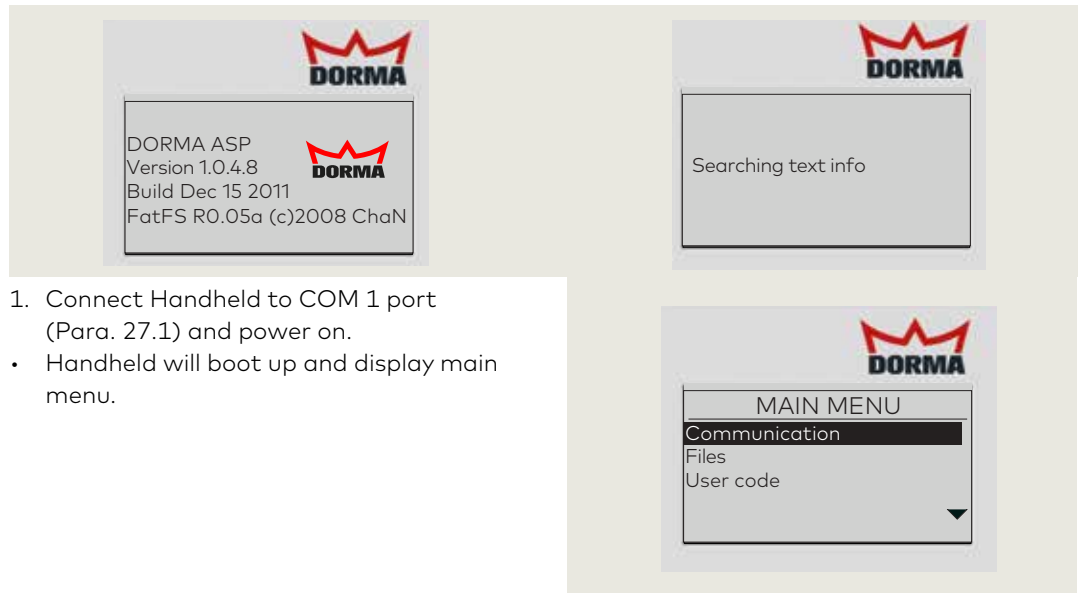 DORMA
DORMA ASP
Version 1.0.4.8
DORMA
Build Dec 15 2011
FatFS R0.05a (c)2008 ChaN
DORMA
Searching text info
1. Connect Handheld to COM 1 port
(Para. 27.1) and power on.
• Handheld will boot up and display main
menu.
DORMA
MAIN MENU
Communication
Files
User code